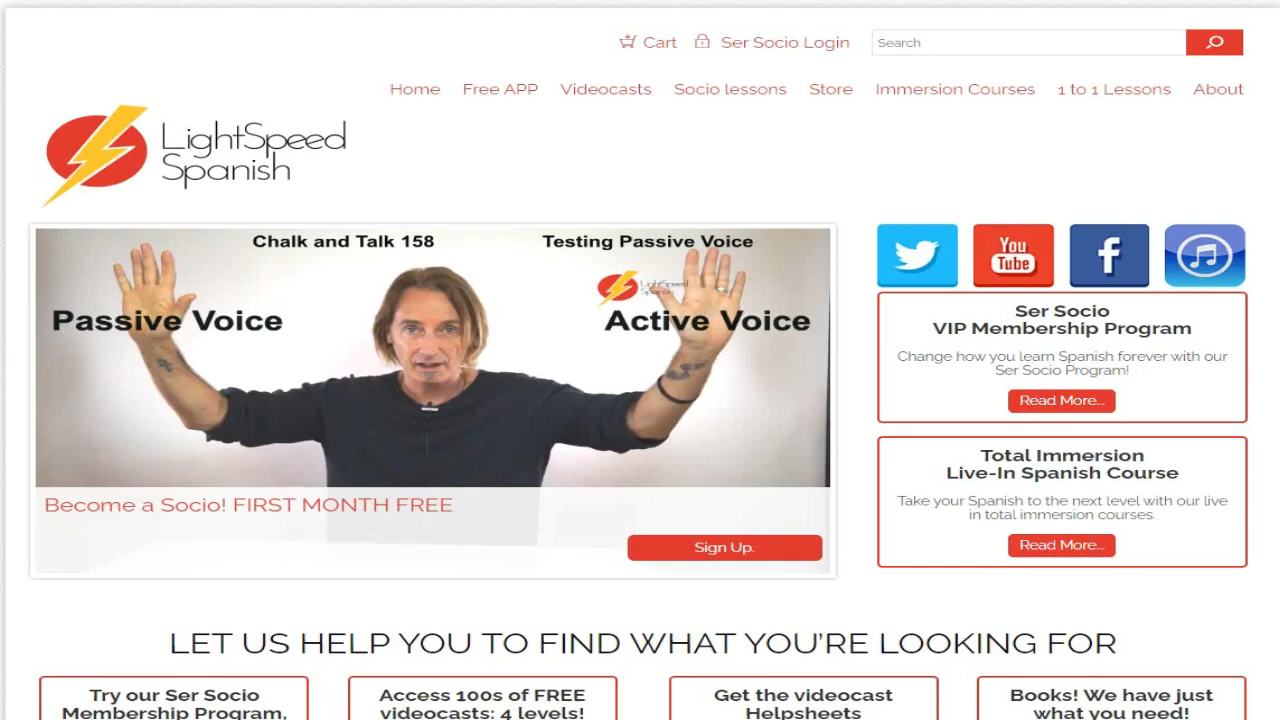 Cart
Ser Socio Login
Search
Home
Free APP
Videocasts
Socio lessons
Store
Immersion Courses
1 to 1 Lessons
About
LightSpeed
Spanish
Chalk and Talk 158
Testing Passive Voice
LightSpeed
Spanish
Passive Voice
Active Voice
Become a Socio! FIRST MONTH FREE
Sign Up.
You
Tube
f
Ser Socio
VIP Membership Program
Change how you learn Spanish forever with our
Ser Socio Program!
Read More...
Total Immersion
Live-In Spanish Course
Take your Spanish to the next level with our live
in total immersion courses.
Read More...
LET US HELP YOU TO FIND WHAT YOU'RE LOOKING FOR
Try our Ser Socio
Membership Program,
Access 100s of FREE
videocasts: 4 levels!
Get the videocast
Helpsheets
Books! We have just
what you need!